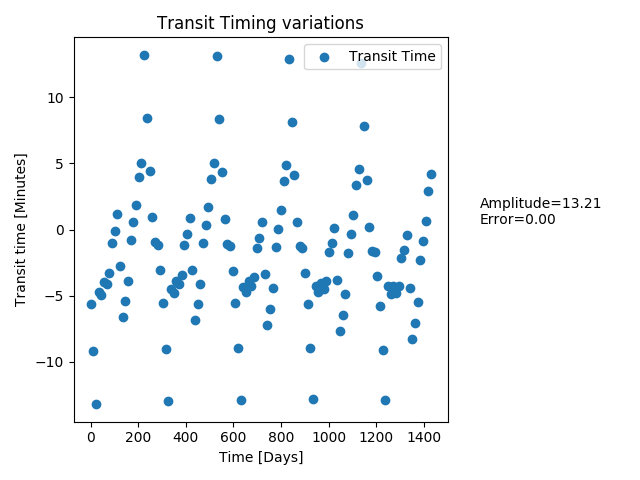 Transit Timing variations
Transit Time
10
5
0
−5
−10
Transit time [Minutes]
0 200 400 600 800 1000 1200 1400
Time [Days]
Amplitude=13.21
Error=0.00